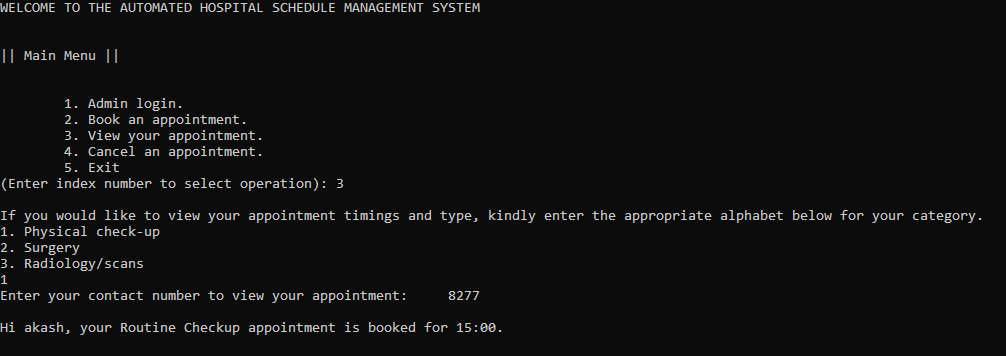 WELCOME TO THE AUTOMATED HOSPITAL SCHEDULE MANAGEMENT SYSTEM
|| Main Menu ||
1. Admin login.
2. Book an appointment.
3. View your appointment.
4. Cancel an appointment.
5. Exit
(Enter index number to select operation): 3
If you would like to view your appointment timings and type, kindly enter the appropriate alphabet below for your category.
1. Physical check-up
2. Surgery
3. Radiology/scans
1
Enter your contact number to view your appointment:     8277
Hi akash, your Routine Checkup appointment is booked for 15:00.